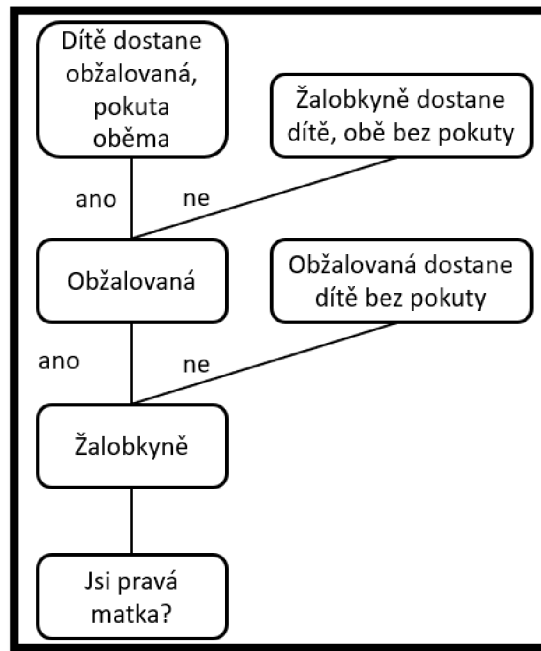 Dítě dostane
obžalovaná,
pokuta
oběma
Žalobkyně dostane
dítě, obě bez pokuty
ano
ne
Obžalovaná
Obžalovaná dostane
dítě bez pokuty
ano
ne
Žalobkyně
Jsi pravá
matka?